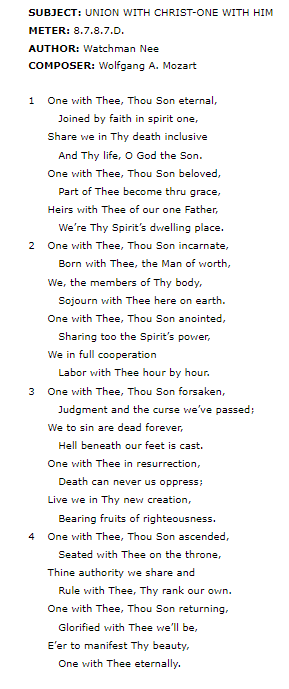 SUBJECT: UNION WITH CHRIST-ONE WITH HIM
METER: 8.7.8.7.D.
AUTHOR: Watchman Nee
COMPOSER: Wolfgang A. Mozart
1 One with Thee, Thou Son eternal,
Joined by faith in spirit one,
Share we in Thy death inclusive
And Thy life, O God the Son.
One with Thee, Thou Son beloved,
Part of Thee become thru grace,
Heirs with Thee of our one Father,
We're Thy Spirit's dwelling place.
2 One with Thee, Thou Son incarnate,
Born with Thee, the Man of worth,
We, the members of Thy body,
Sojourn with Thee here on earth.
One with Thee, Thou Son anointed,
Sharing too the Spirit's power,
We in full cooperation
Labor with Thee hour by hour.
3 One with Thee, Thou Son forsaken,
Judgment and the curse we've passed;
We to sin are dead forever,
Hell beneath our feet is cast.
One with Thee in resurrection,
Death can never us oppress;
Live we in Thy new creation,
Bearing fruits of righteousness.
4 One with Thee, Thou Son ascended,
Seated with Thee on the throne,
Thine authority we share and
Rule with Thee, Thy rank our own.
One with Thee, Thou Son returning,
Glorified with Thee we'll be,
E'er to manifest Thy beauty,
One with Thee eternally.